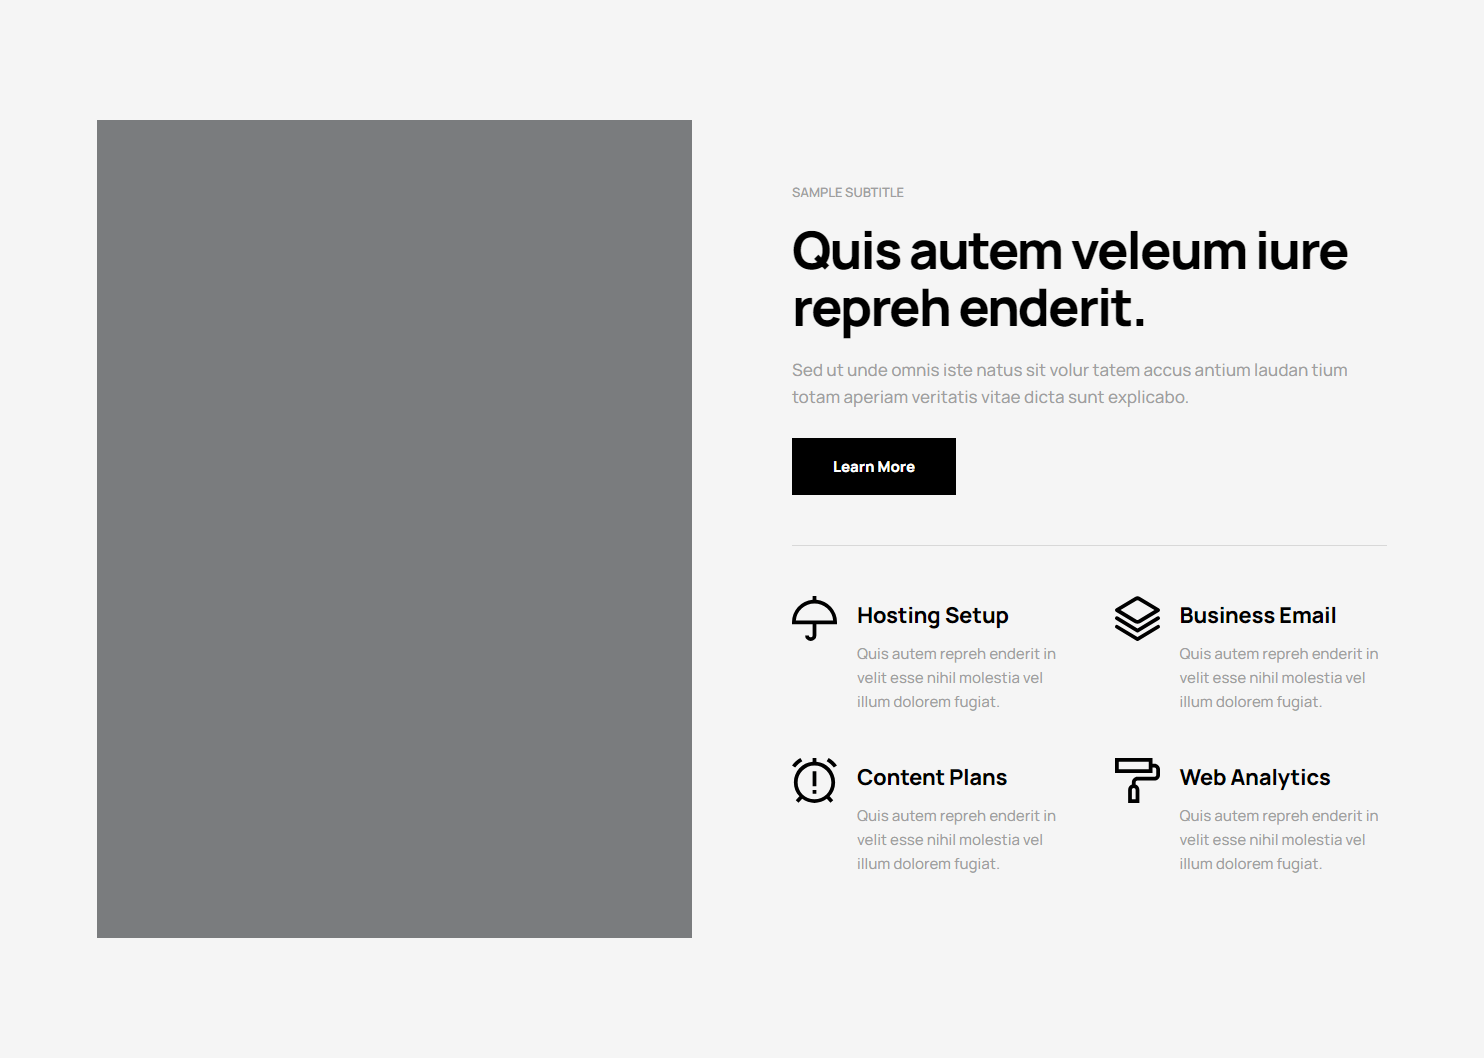 SAMPLE SUBTITLE
Quis autem veleum iure
repreh enderit.
Sed ut unde omnis iste natus sit volur tatem accus antium laudan tium
totam aperiam veritatis vitae dicta sunt explicabo.
Learn More
Hosting Setup
Quis autem repreh enderit in
velit esse nihil molestia vel
illum dolorem fugiat.
Business Email
Quis autem repreh enderit in
velit esse nihil molestia vel
illum dolorem fugiat.
Content Plans
Quis autem repreh enderit in
velit esse nihil molestia vel
illum dolorem fugiat.
Web Analytics
Quis autem repreh enderit in
velit esse nihil molestia vel
illum dolorem fugiat.